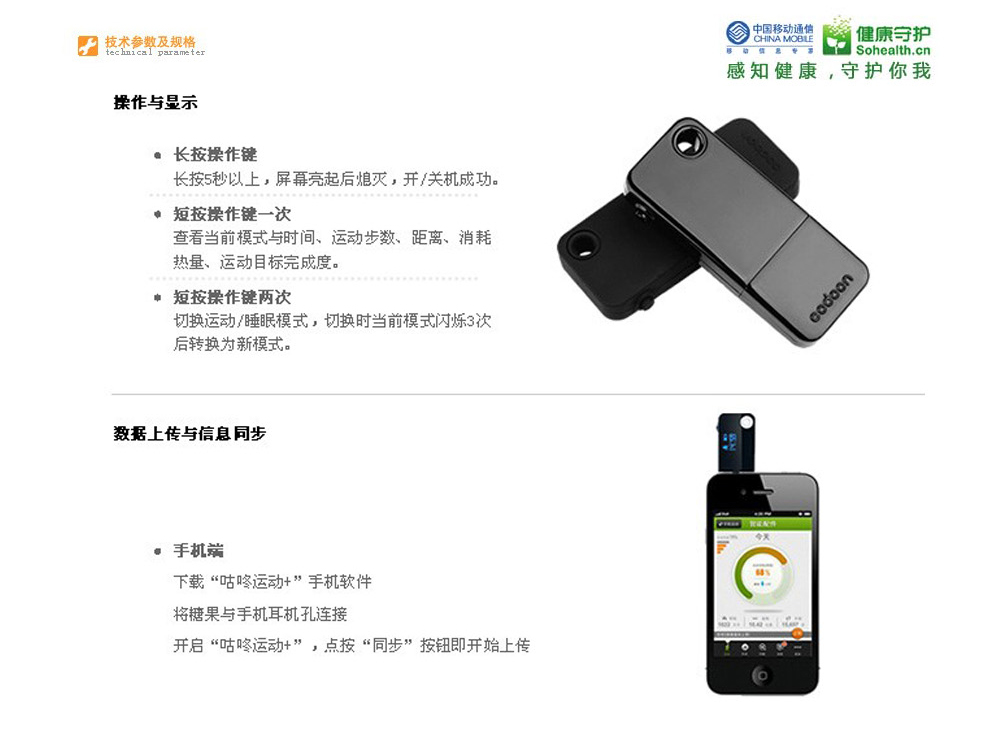 技术参数及规格
technical parameter
中国移动通信
CHINA MOBILE
移动信息专家
健康守护
Sohealth.cn
感知健康，守护你我
操作与显示
长按操作键
长按5秒以上，屏幕亮起后熄灭，开/关机成功。
短按操作键一次
查看当前模式与时间、运动步数、距离、消耗
热量、运动目标完成度。
短按操作键两次
切换运动/睡眠模式，切换时当前模式闪烁3次
后转换为新模式。
codoon
数据上传与信息同步
手机端
下载“咕咚运动+”手机软件
将糖果与手机耳机孔连接
开启“咕咚运动+”，点按“同步”按钮即开始上传
智能配件
今天
68%